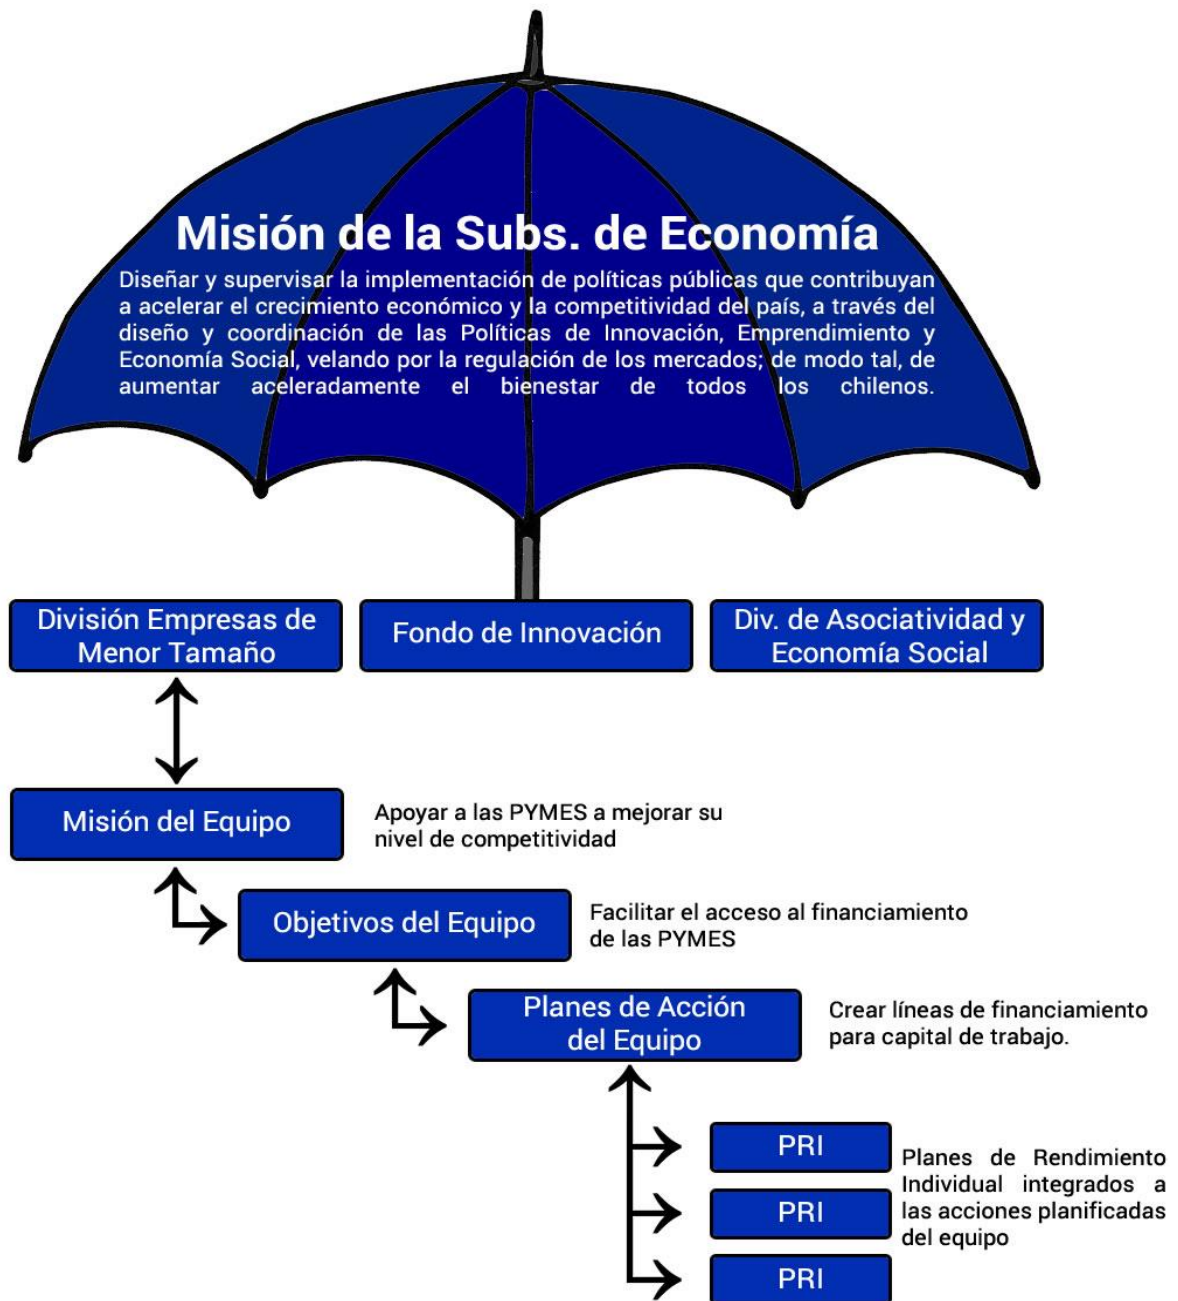 Misión de la Subs. de Economía
Diseñar y supervisar la implementación de políticas públicas que contribuyan
a acelerar el crecimiento económico y la competitividad del país, a través del
diseño y coordinación de las Políticas de Innovación, Emprendimiento y
Economía Social, velando por la regulación de los mercados; de modo tal, de
aumentar aceleradamente el bienestar de todos los chilenos.
División Empresas de
Menor Tamaño
Fondo de Innovación
Div. de Asociatividad y
Economía Social
Misión del Equipo
Apoyar a las PYMES a mejorar su
nivel de competitividad
Objetivos del Equipo
Facilitar el acceso al financiamiento
de las PYMES
Planes de Acción
del Equipo
Crear líneas de financiamiento
para capital de trabajo.
PRI
PRI
PRI
Planes de Rendimiento
Individual integrados a
las acciones planificadas
del equipo